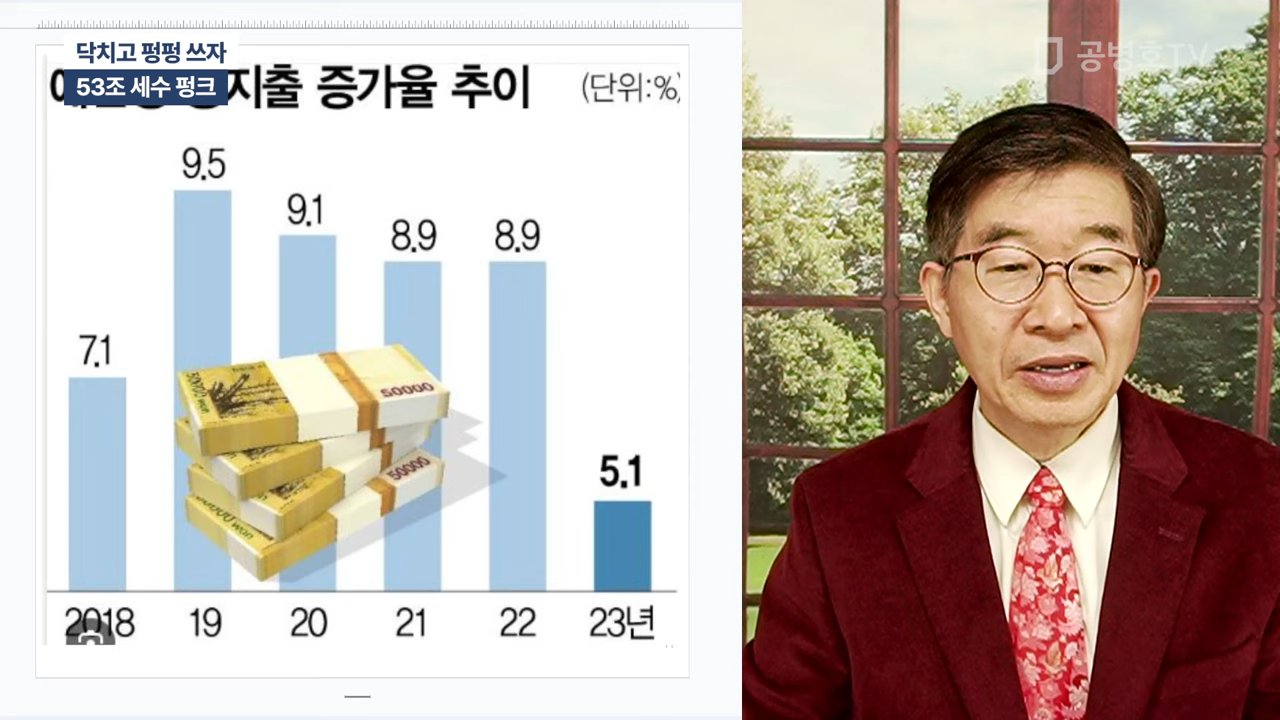 닥치고 펑펑 쓰자
53조 세수 펑크
지출 증가율 추이
(단위:%)
공병호TV
7.1
9.5
9.1
8.9
8.9
5.1
50000
50000
2018
19
20
21
22
23년